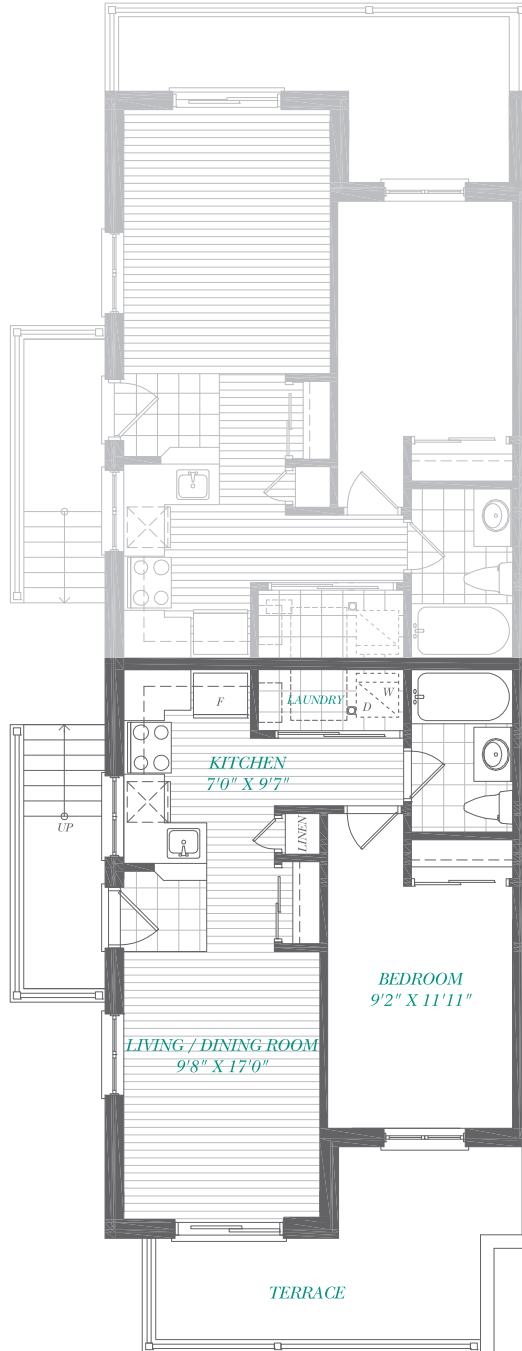 F
LAUNDRY
W
D
KITCHEN
7'0" X 9'7"
UP
LINEN
BEDROOM
9'2" X 11'11"
LIVING / DINING ROOM
9'8" X 17'0"
TERRACE